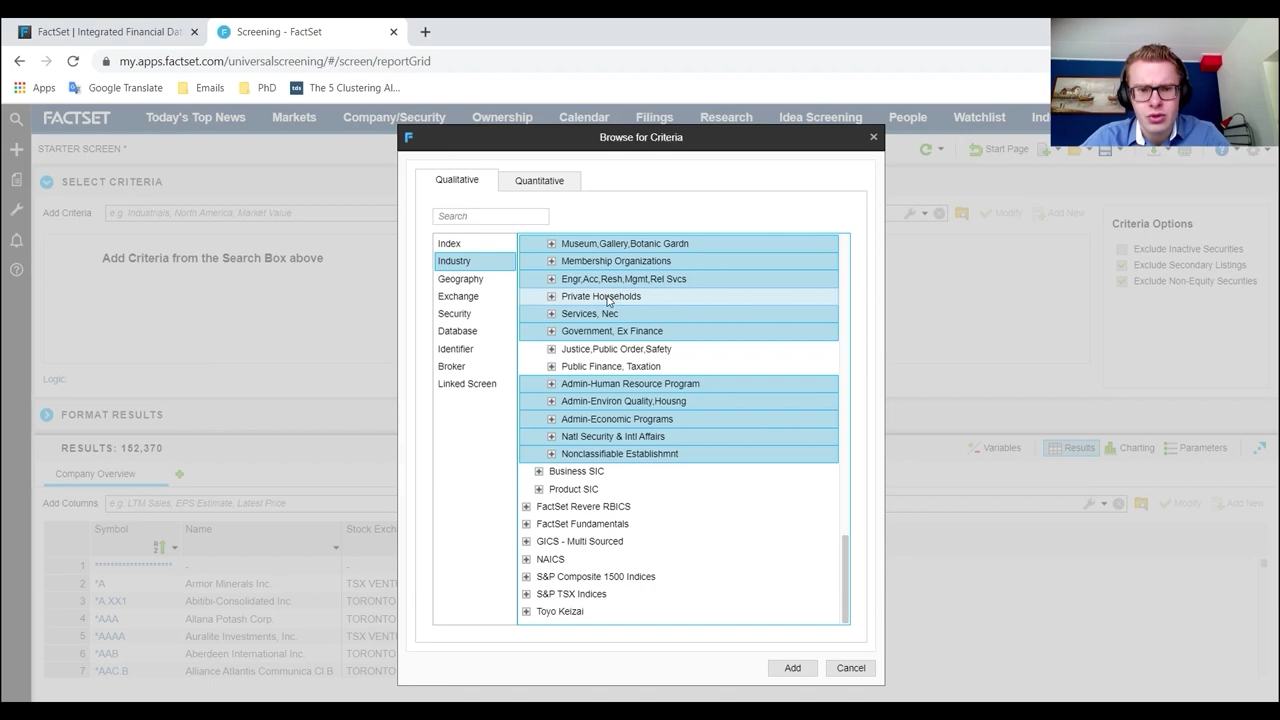 FactSet | Integrated Financial Dat
Screening - FactSet
my.apps.factset.com/universalscreening/#/screen/reportGrid
Apps
Google Translate
Emails
PhD
tds
The 5 Clustering Al...
FACTSET
Today's Top News
Markets
Company/Security
Ownership
Calendar
Filings
Research
Idea Screening
People
Watchlist
STARTER SCREEN *
Start Page
SELECT CRITERIA
Add Criteria
e.g. Industrials, North America, Market Value
Modify
Add New
Add Criteria from the Search Box above
Criteria Options
Exclude Inactive Securities
Exclude Secondary Listings
Exclude Non-Equity Securities
Logic:
FORMAT RESULTS
RESULTS: 152,370
Variables
Results
Charting
Parameters
Company Overview
Add Columns
e.g. LTM Sales, EPS Estimate, Latest Price
Modify
Add New
Symbol
Name
Stock Exc
1 ******************** - -
2 *A Armor Minerals Inc. TSX VENT
3 *A.XX1 Abitibi-Consolidated Inc TORONTO
4 *AAA Allana Potash Corp. TORONTO
5 *AAAA Auralite Investments, Inc. TSX VENT
6 *AAB Aberdeen International Inc. TORONTO
7 *AAC.B Alliance Atlantis Communica Cl B TORONTO
Browse for Criteria
Qualitative
Quantitative
Search
Index
Industry
Geography
Exchange
Security
Database
Identifier
Broker
Linked Screen
Museum,Gallery,Botanic Gardn
Membership Organizations
Engr,Acc,Resh,Mgmt,Rel Svcs
Private Households
Services, Nec
Government, Ex Finance
Justice,Public Order,Safety
Public Finance, Taxation
Admin-Human Resource Program
Admin-Environ Quality,Housng
Admin-Economic Programs
Natl Security & Intl Affairs
Nonclassifiable Establishmnt
Business SIC
Product SIC
FactSet Revere RBICS
FactSet Fundamentals
GICS - Multi Sourced
NAICS
S&P Composite 1500 Indices
S&P TSX Indices
Toyo Keizai
Add
Cancel